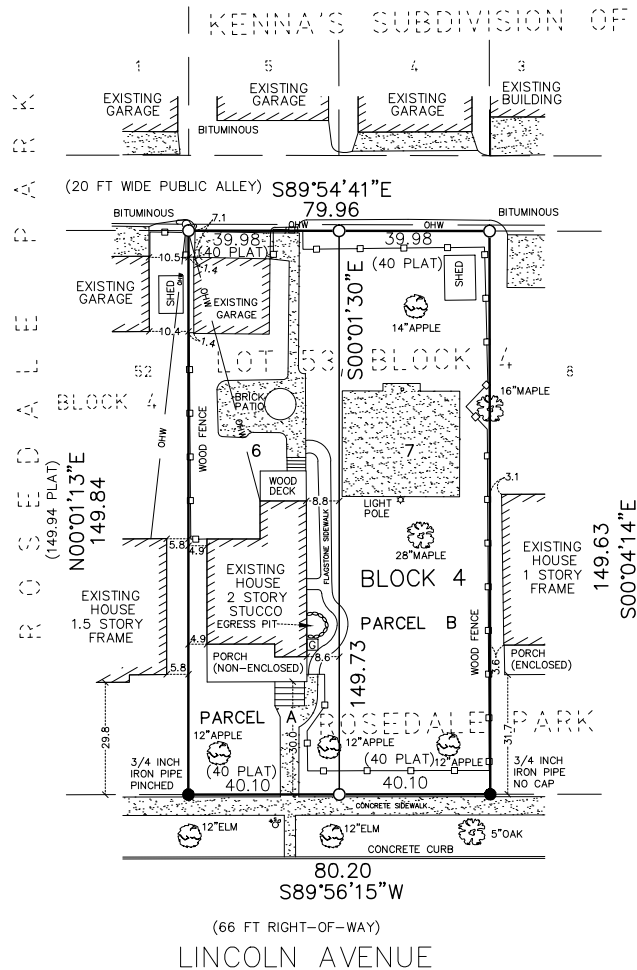 KENNA'S SUBDIVISION OF
1
5
4
3
EXISTING
GARAGE
EXISTING
GARAGE
EXISTING
GARAGE
EXISTING
BUILDING
BITUMINOUS
(20 FT WIDE PUBLIC ALLEY)
S89°54'41"E
79.96
BITUMINOUS
BITUMINOUS
7.1
OHW
OHW
39.98
(40 PLAT)
39.98
(40 PLAT)
10.5
1.4
OHW
SHED
OHW
EXISTING
GARAGE
EXISTING
GARAGE
SHED
14"APPLE
S00°01'30"E
10.4
1.4
52
LOT 53 BLOCK 4
8
BLOCK 4
16"MAPLE
BRICK
PATIO
OHW
OHW
WOOD FENCE
6
7
WOOD
DECK
ROSEDALE PARK
N00°01'13"E
149.84
(149.94 PLAT)
8.8
FLAGSTONE SIDEWALK
LIGHT
POLE
3.1
28"MAPLE
5.8
4.9
EXISTING
HOUSE
2 STORY
STUCCO
EGRESS PIT
EXISTING
HOUSE
1.5 STORY
FRAME
BLOCK 4
PARCEL B
EXISTING
HOUSE
1 STORY
FRAME
149.63
S00°04'14"E
WOOD FENCE
4.9
5.8
G
8.6
PORCH
(NON-ENCLOSED)
3.6
PORCH
(ENCLOSED)
149.73
PARCEL A
ROSEDALE PARK
29.8
30.0
31.7
12"APPLE
12"APPLE
12"APPLE
(40 PLAT)
40.10
(40 PLAT)
40.10
3/4 INCH
IRON PIPE
PINCHED
3/4 INCH
IRON PIPE
NO CAP
CONCRETE SIDEWALK
12"ELM
12"ELM
5"OAK
CONCRETE CURB
80.20
S89°56'15"W
(66 FT RIGHT-OF-WAY)
LINCOLN AVENUE